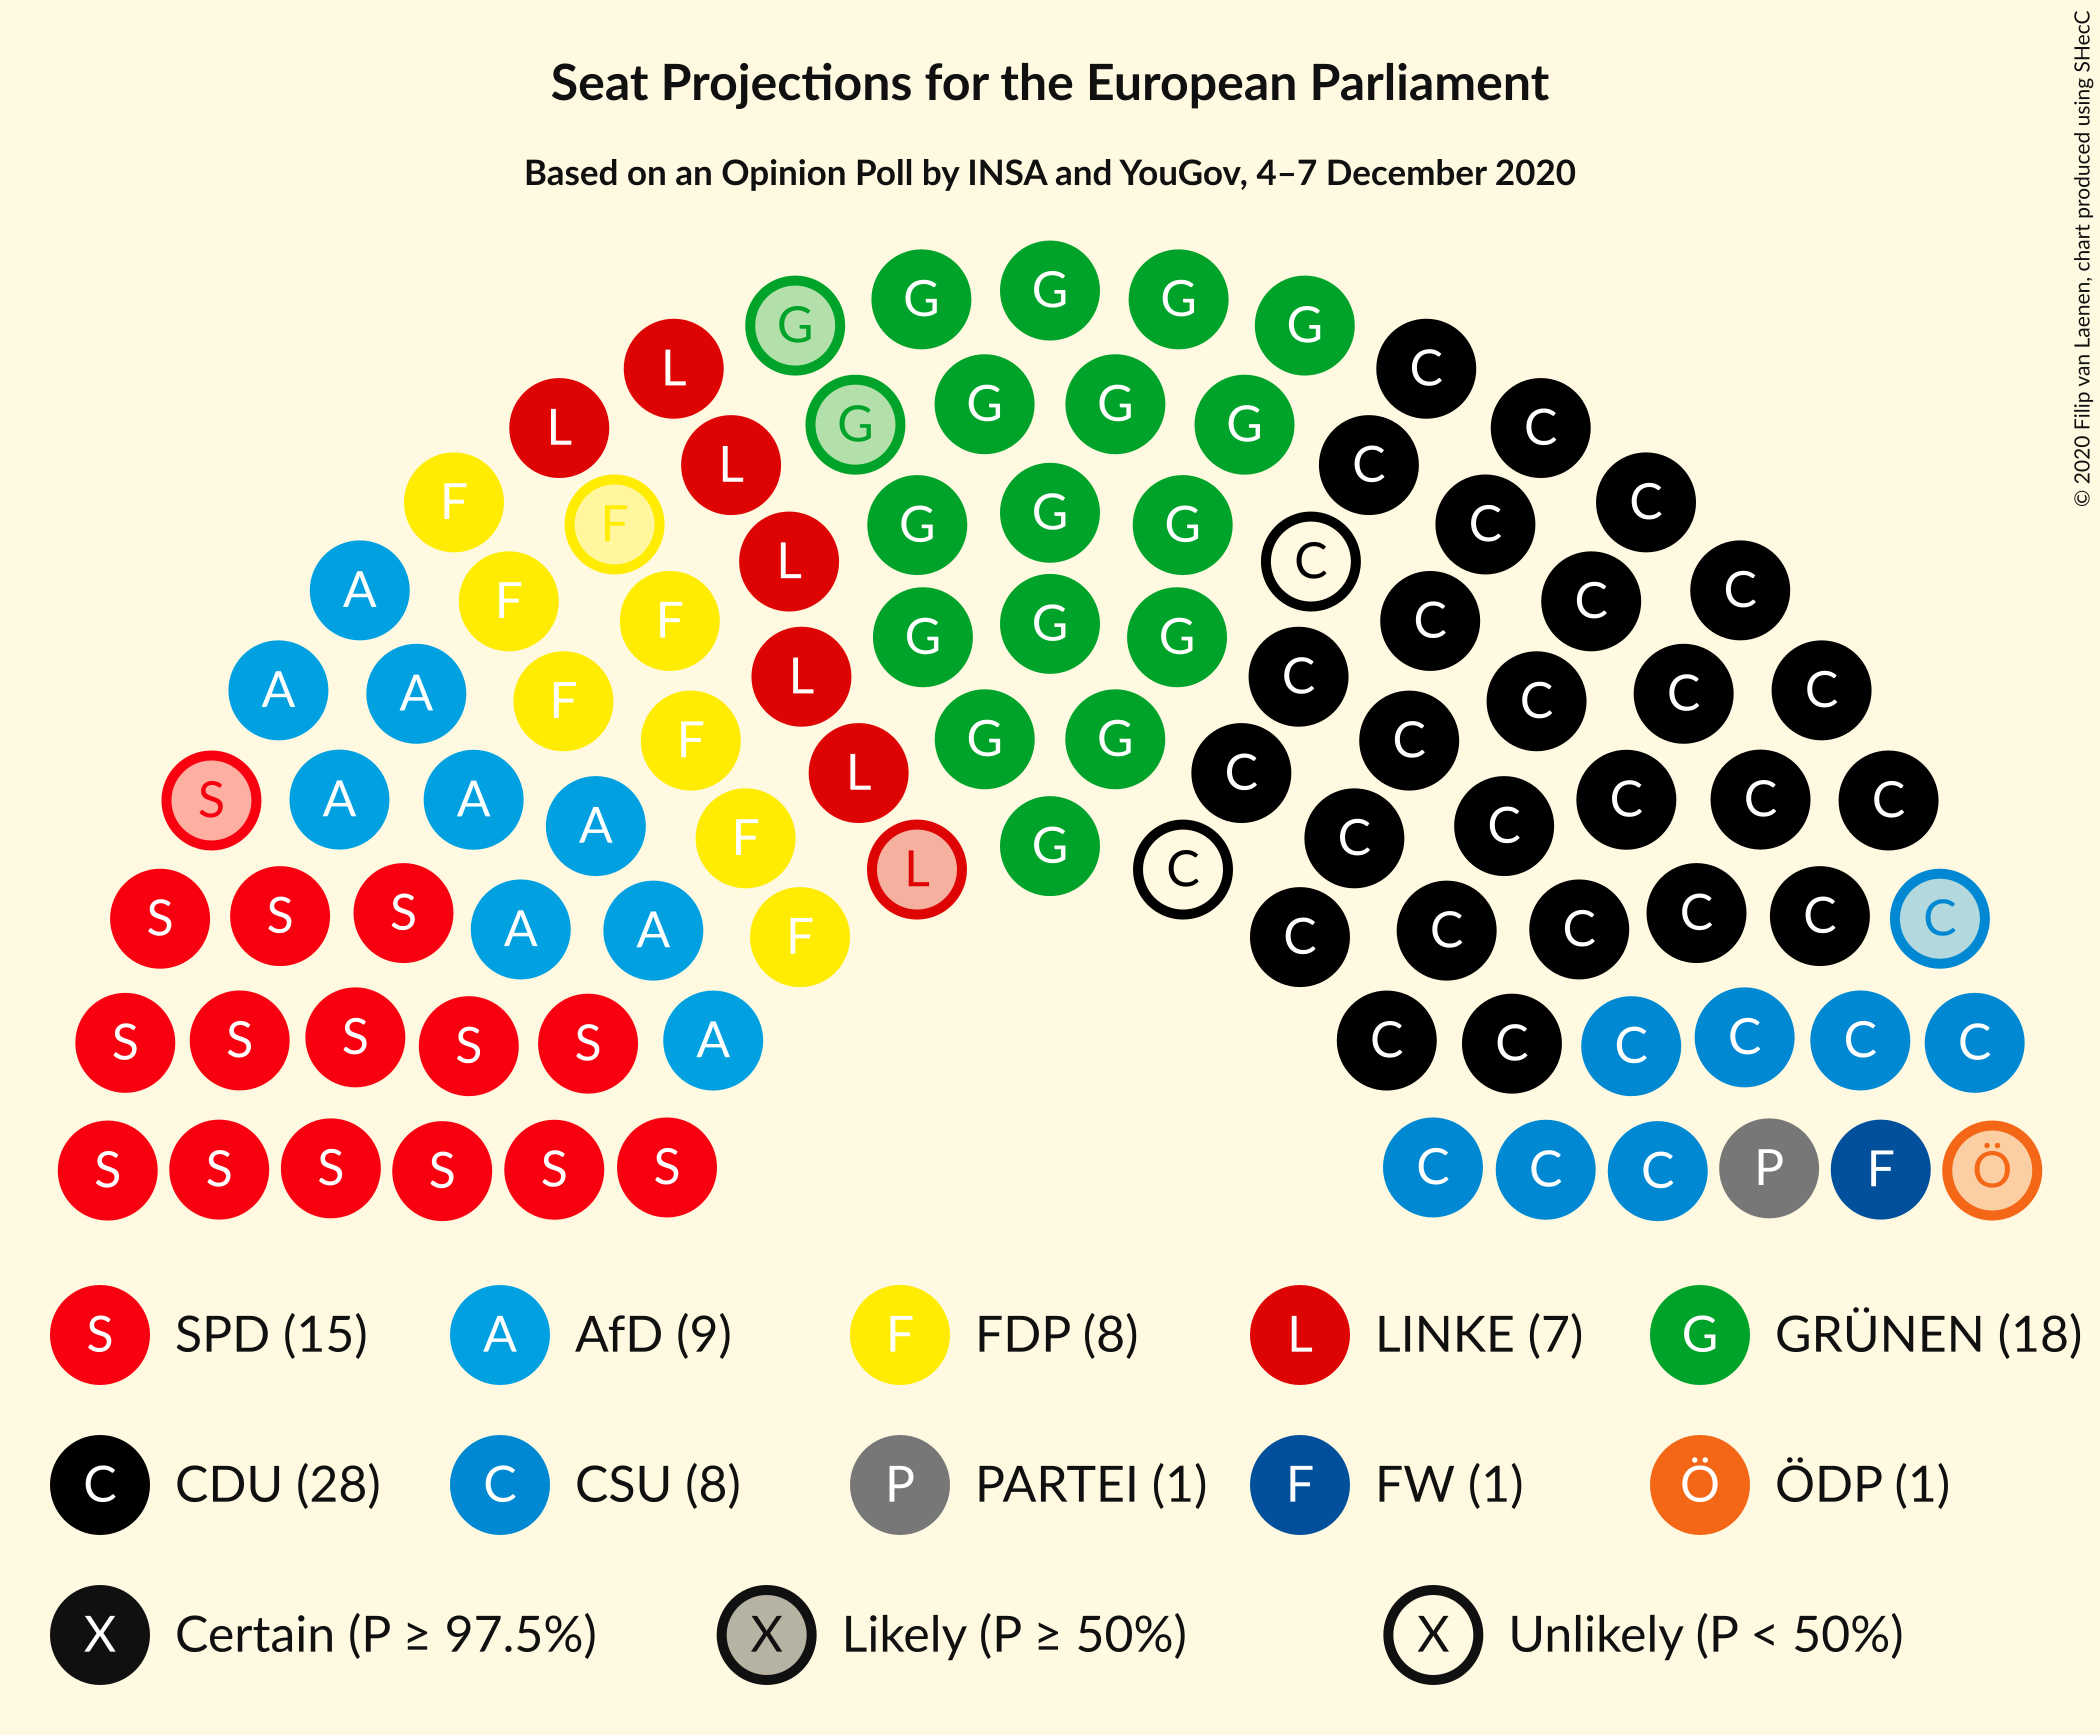 Seat Projections for the European Parliament
Based on an Opinion Poll by INSA and YouGov, 4–7 December 2020
© 2020 Filip van Laenen, chart produced using SHecC
G G G G G
L C
L G G G G C
L C
F F G G G C C
L C
A F F L G G G C C C
A A F L C C C C
F G G C C
S A A A F L C C C C C C
G
S S S A A F L C C C C C C C
S S S S S A C C C C C C
S S S S S S C C C P F Ö
S SPD (15) A AfD (9) F FDP (8) L LINKE (7) G GRÜNEN (18)
C CDU (28) C CSU (8) P PARTEI (1) F FW (1) Ö ÖDP (1)
X Certain (P ≥ 97.5%) X Likely (P ≥ 50%) X Unlikely (P < 50%)